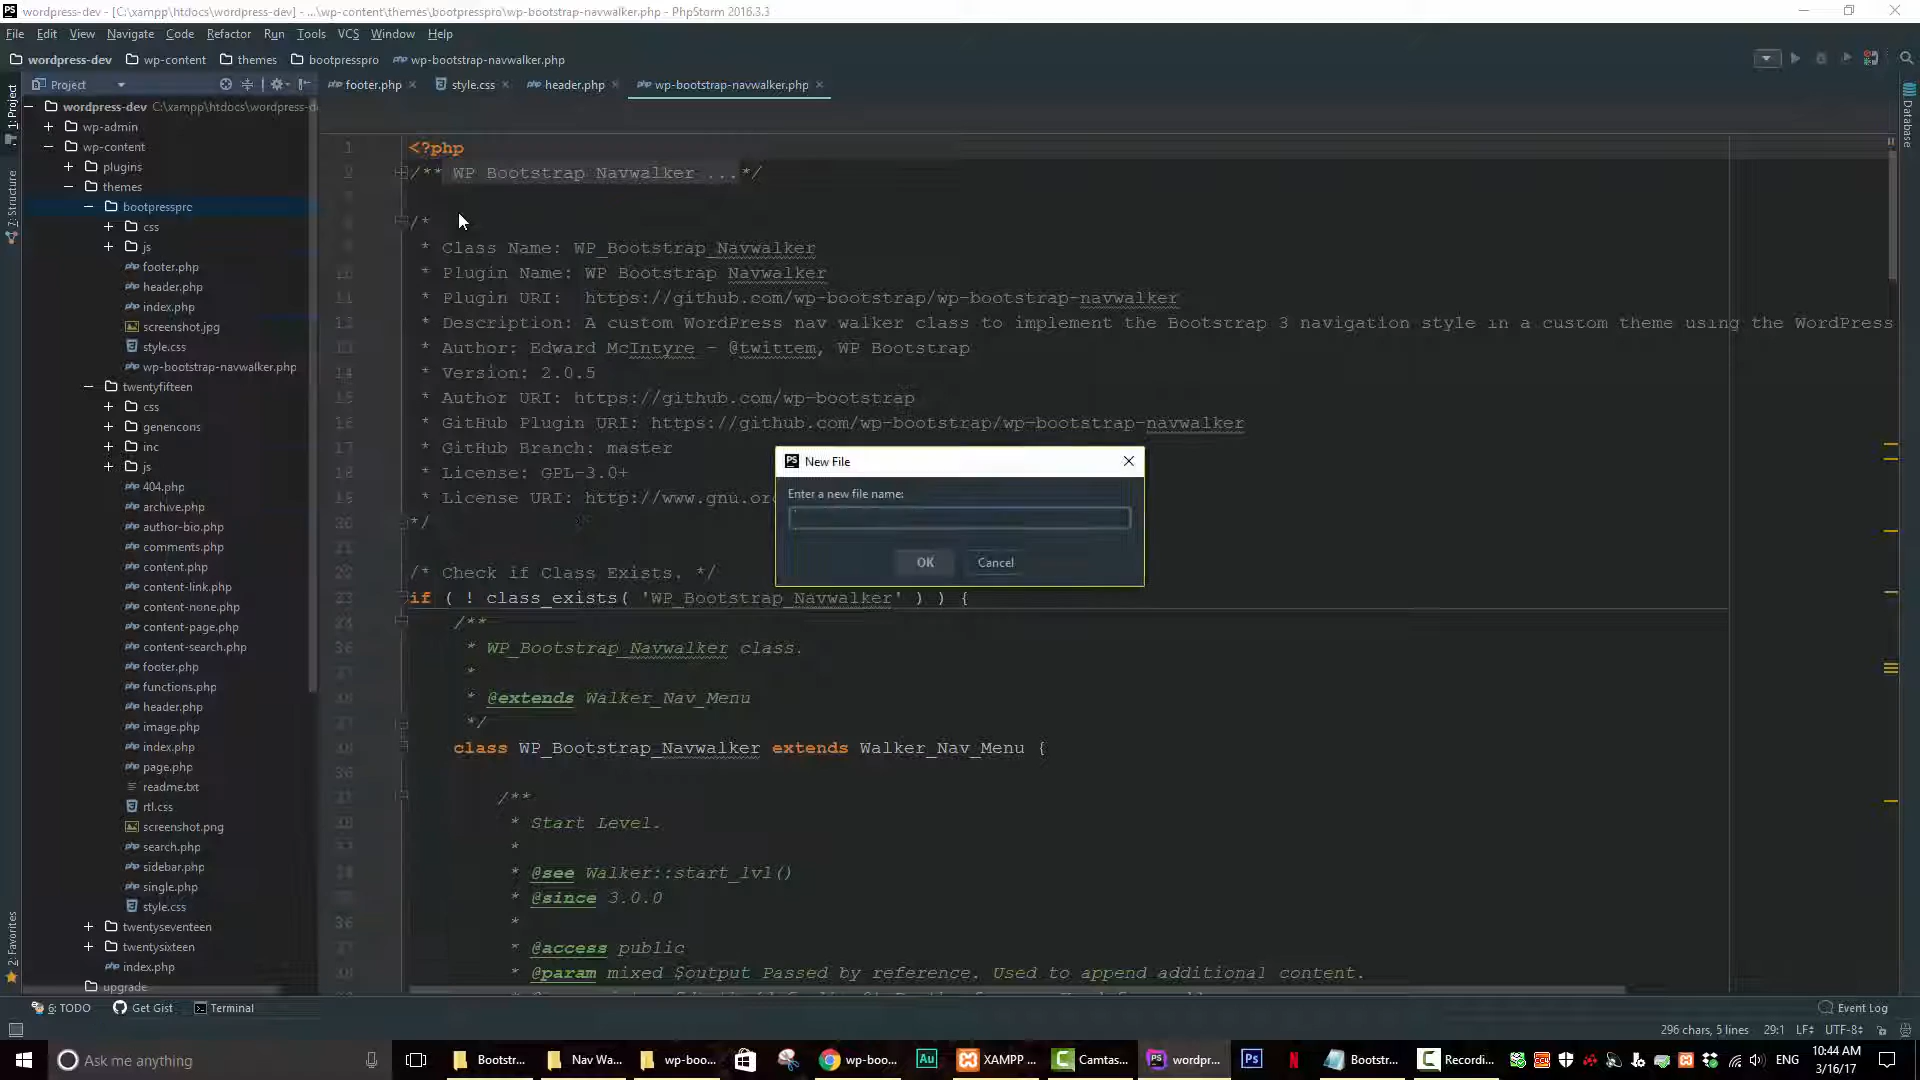 wordpress-dev - [C:\xampp\htdocs\wordpress-dev] - ...\wp-content\themes\bootpresspro\wp-bootstrap-navwalker.php - PhpStorm 2016.3.3
File Edit View Navigate Code Refactor Run Tools VCS Window Help
wordpress-dev wp-content themes bootpresspro wp-bootstrap-navwalker.php
Project
footer.php style.css header.php wp-bootstrap-navwalker.php
1: Project
7: Structure
2: Favorites
Database
wordpress-dev C:\xampp\htdocs\wordpress-d
wp-admin
wp-content
plugins
themes
bootpresspro
css
js
footer.php
header.php
index.php
screenshot.jpg
style.css
wp-bootstrap-navwalker.php
twentyfifteen
css
genericons
inc
js
404.php
archive.php
author-bio.php
comments.php
content.php
content-link.php
content-none.php
content-page.php
content-search.php
footer.php
functions.php
header.php
image.php
index.php
page.php
readme.txt
rtl.css
screenshot.png
search.php
sidebar.php
single.php
style.css
twentyseventeen
twentysixteen
index.php
upgrade
1 <?php
/** WP Bootstrap Navwalker ...*/
/*
* Class Name: WP_Bootstrap_Navwalker
* Plugin Name: WP Bootstrap Navwalker
* Plugin URI:  https://github.com/wp-bootstrap/wp-bootstrap-navwalker
* Description: A custom WordPress nav walker class to implement the Bootstrap 3 navigation style in a custom theme using the WordPress
* Author: Edward McIntyre - @twittem, WP Bootstrap
* Version: 2.0.5
* Author URI: https://github.com/wp-bootstrap
* GitHub Plugin URI: https://github.com/wp-bootstrap/wp-bootstrap-navwalker
* GitHub Branch: master
* License: GPL-3.0+
* License URI: http://www.gnu.or
*/
/* Check if Class Exists. */
if ( ! class_exists( 'WP_Bootstrap_Navwalker' ) ) {
/**
* WP_Bootstrap_Navwalker class.
*
* @extends Walker_Nav_Menu
*/
class WP_Bootstrap_Navwalker extends Walker_Nav_Menu {
/**
* Start Level.
*
* @see Walker::start_lvl()
* @since 3.0.0
*
* @access public
* @param mixed $output Passed by reference. Used to append additional content.
New File
Enter a new file name:
OK Cancel
6: TODO Get Gist Terminal
Event Log
296 chars, 5 lines 29:1 LF UTF-8
Ask me anything
Bootstr... Nav Wa... wp-boo... wp-boo... Au XAMPP ... Camtas... wordpr... Ps Bootstr... Recordi...
ENG
10:44 AM
3/16/17